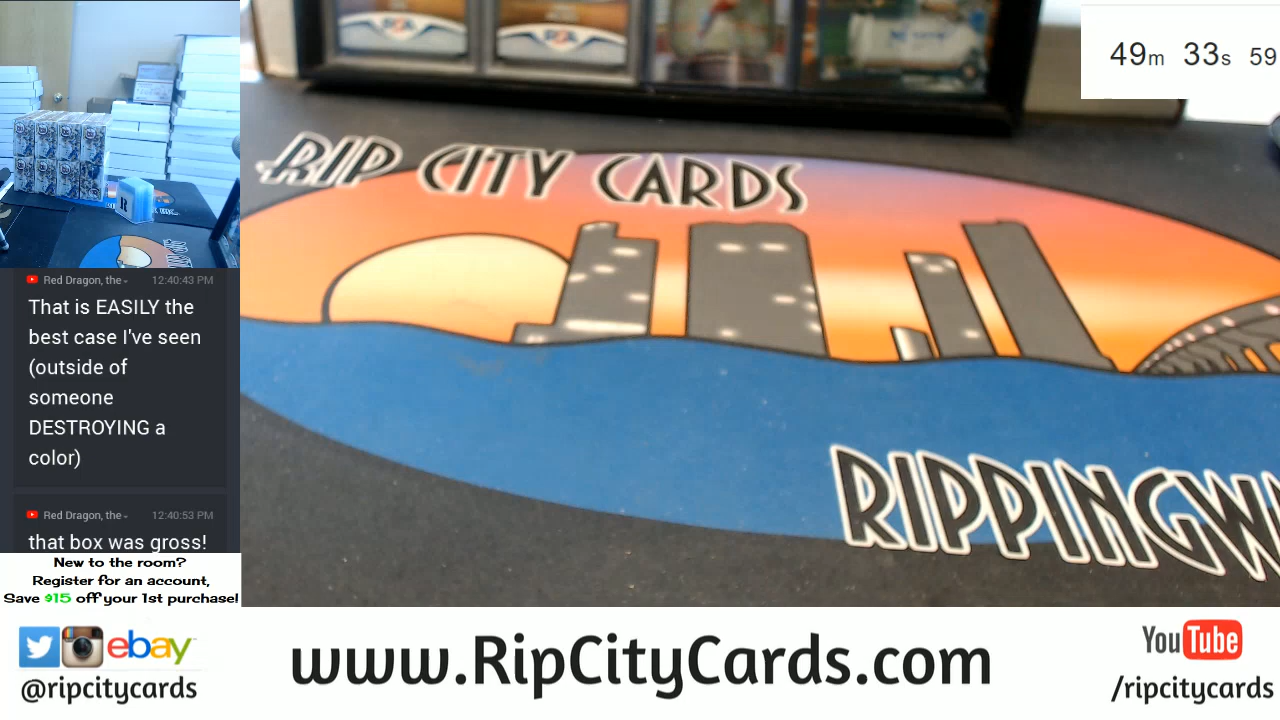 49m 33s 59
RIP CITY CARDS
RIPPINGW
Red Dragon, the 12:40:43 PM
That is EASILY the
best case I've seen
(outside of
someone
DESTROYING a
color)
Red Dragon, the 12:40:53 PM
that box was gross!
New to the room?
Register for an account,
Save $15 off your 1st purchase!
ebay
@ripcitycards
www.RipCityCards.com
YouTube
/ripcitycards